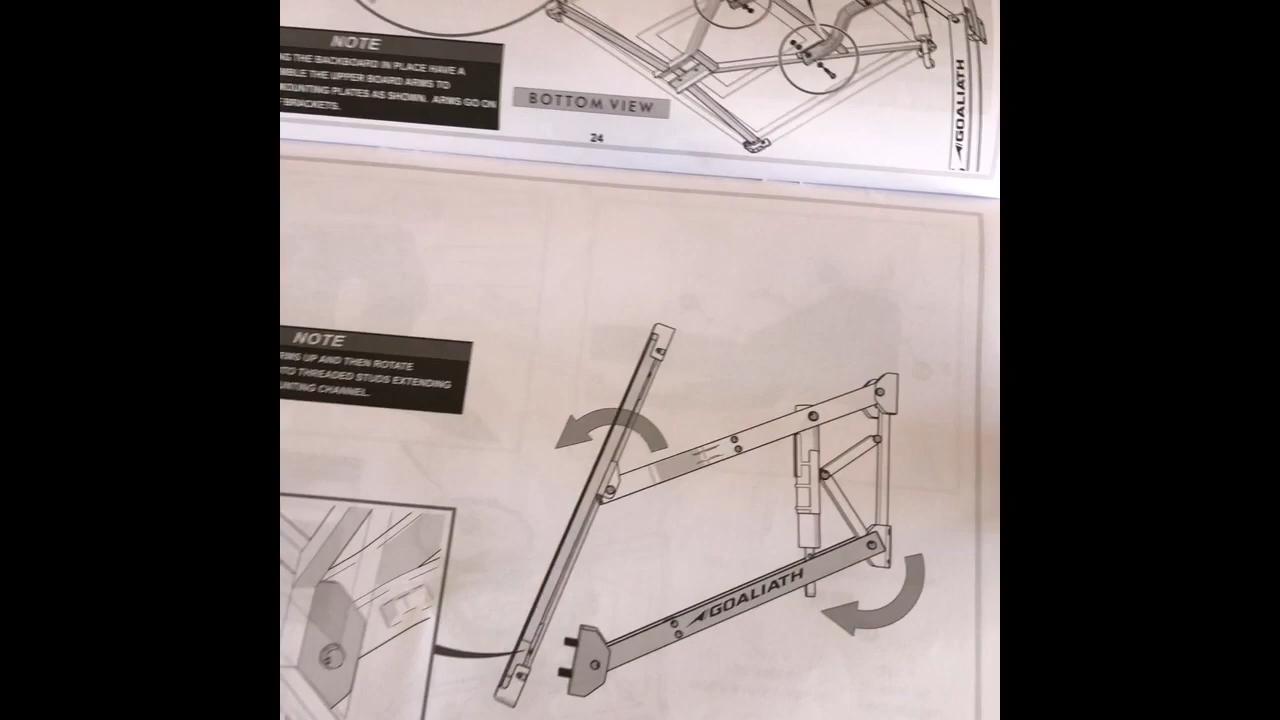 NOTE
THE BACKBOARD IN PLACE HAVE A
THE UPPER BOARD ARMS TO
MOUNTING PLATES AS SHOWN. ARMS GO ON
BRACKETS.
BOTTOM VIEW
24
GOALIATH
NOTE
UP AND THEN ROTATE
THREADED STUDS EXTENDING
CHANNEL.
GOALIATH